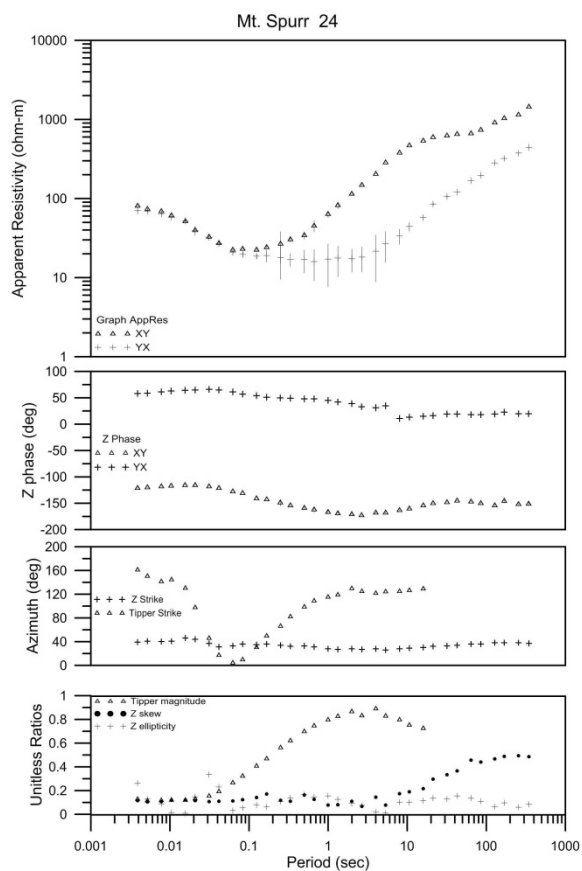 Mt. Spurr 24
10000
1000
100
10
1
Apparent Resistivity (ohm-m)
Graph AppRes
XY
YX
100
50
0
-50
-100
-150
-200
Z phase (deg)
Z Phase
XY
YX
200
160
120
80
40
0
Azimuth (deg)
Z Strike
Tipper Strike
1
0.8
0.6
0.4
0.2
0
Unitless Ratios
Tipper magnitude
Z skew
Z ellipticity
0.001 0.01 0.1 1 10 100 1000
Period (sec)